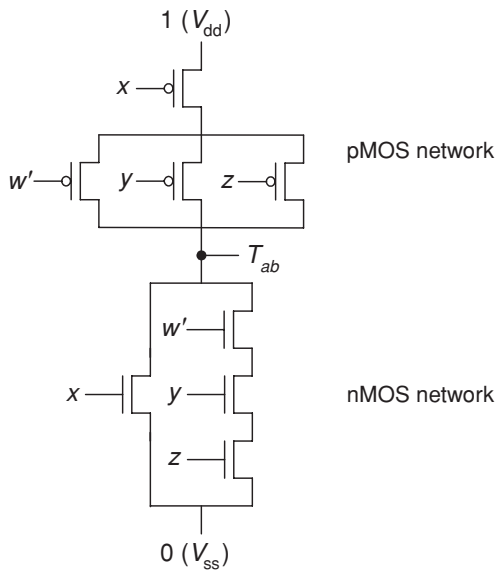 1 (V_dd)
x
pMOS network
w' y z
T_ab
w'
x y nMOS network
z
0 (V_ss)